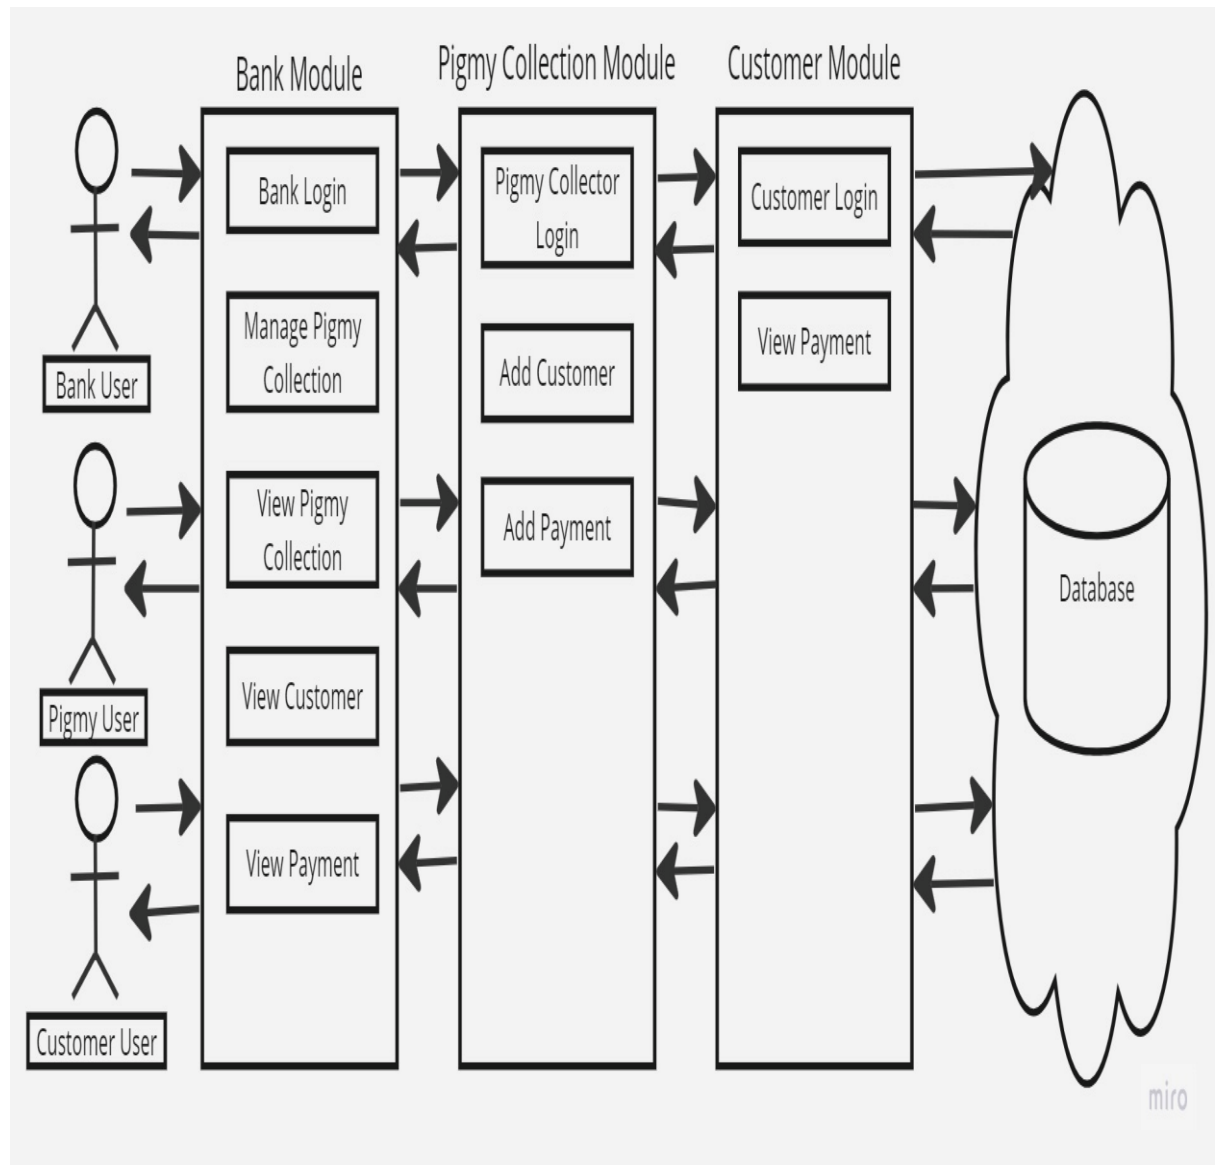 Bank Module
Pigmy Collection Module
Customer Module
Bank Login
Manage Pigmy
Collection
View Pigmy
Collection
View Customer
View Payment
Pigmy Collector
Login
Add Customer
Add Payment
Customer Login
View Payment
Bank User
Pigmy User
Customer User
Database
miro